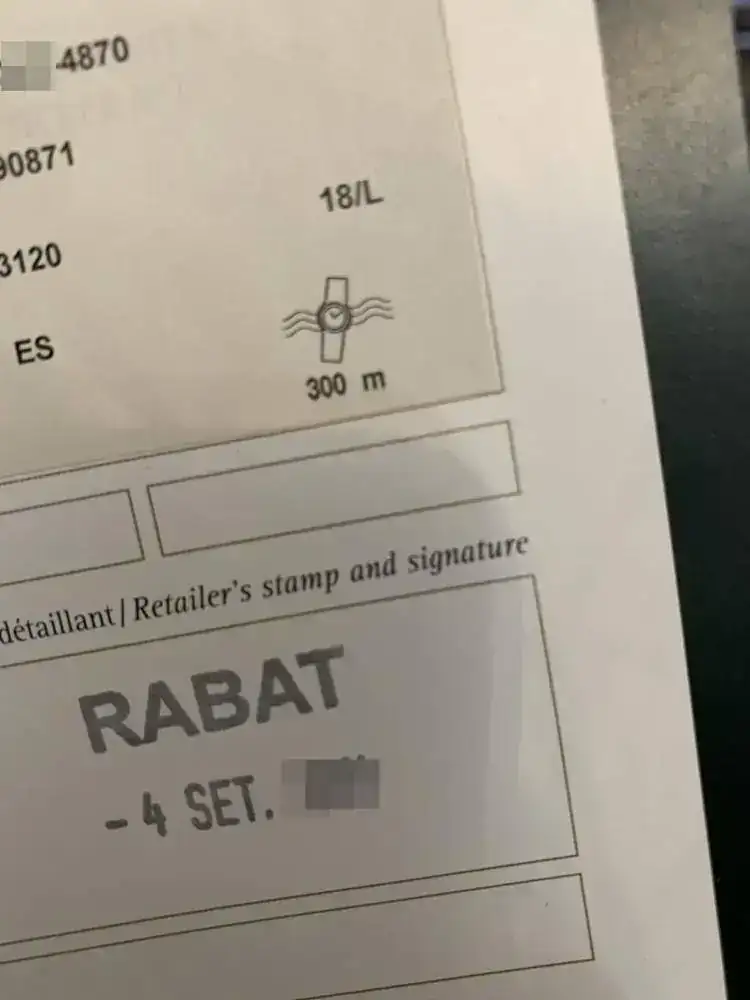 -4870
90871
18/L
3120
ES
300 m
détaillant / Retailer's stamp and signature
RABAT
- 4 SET.